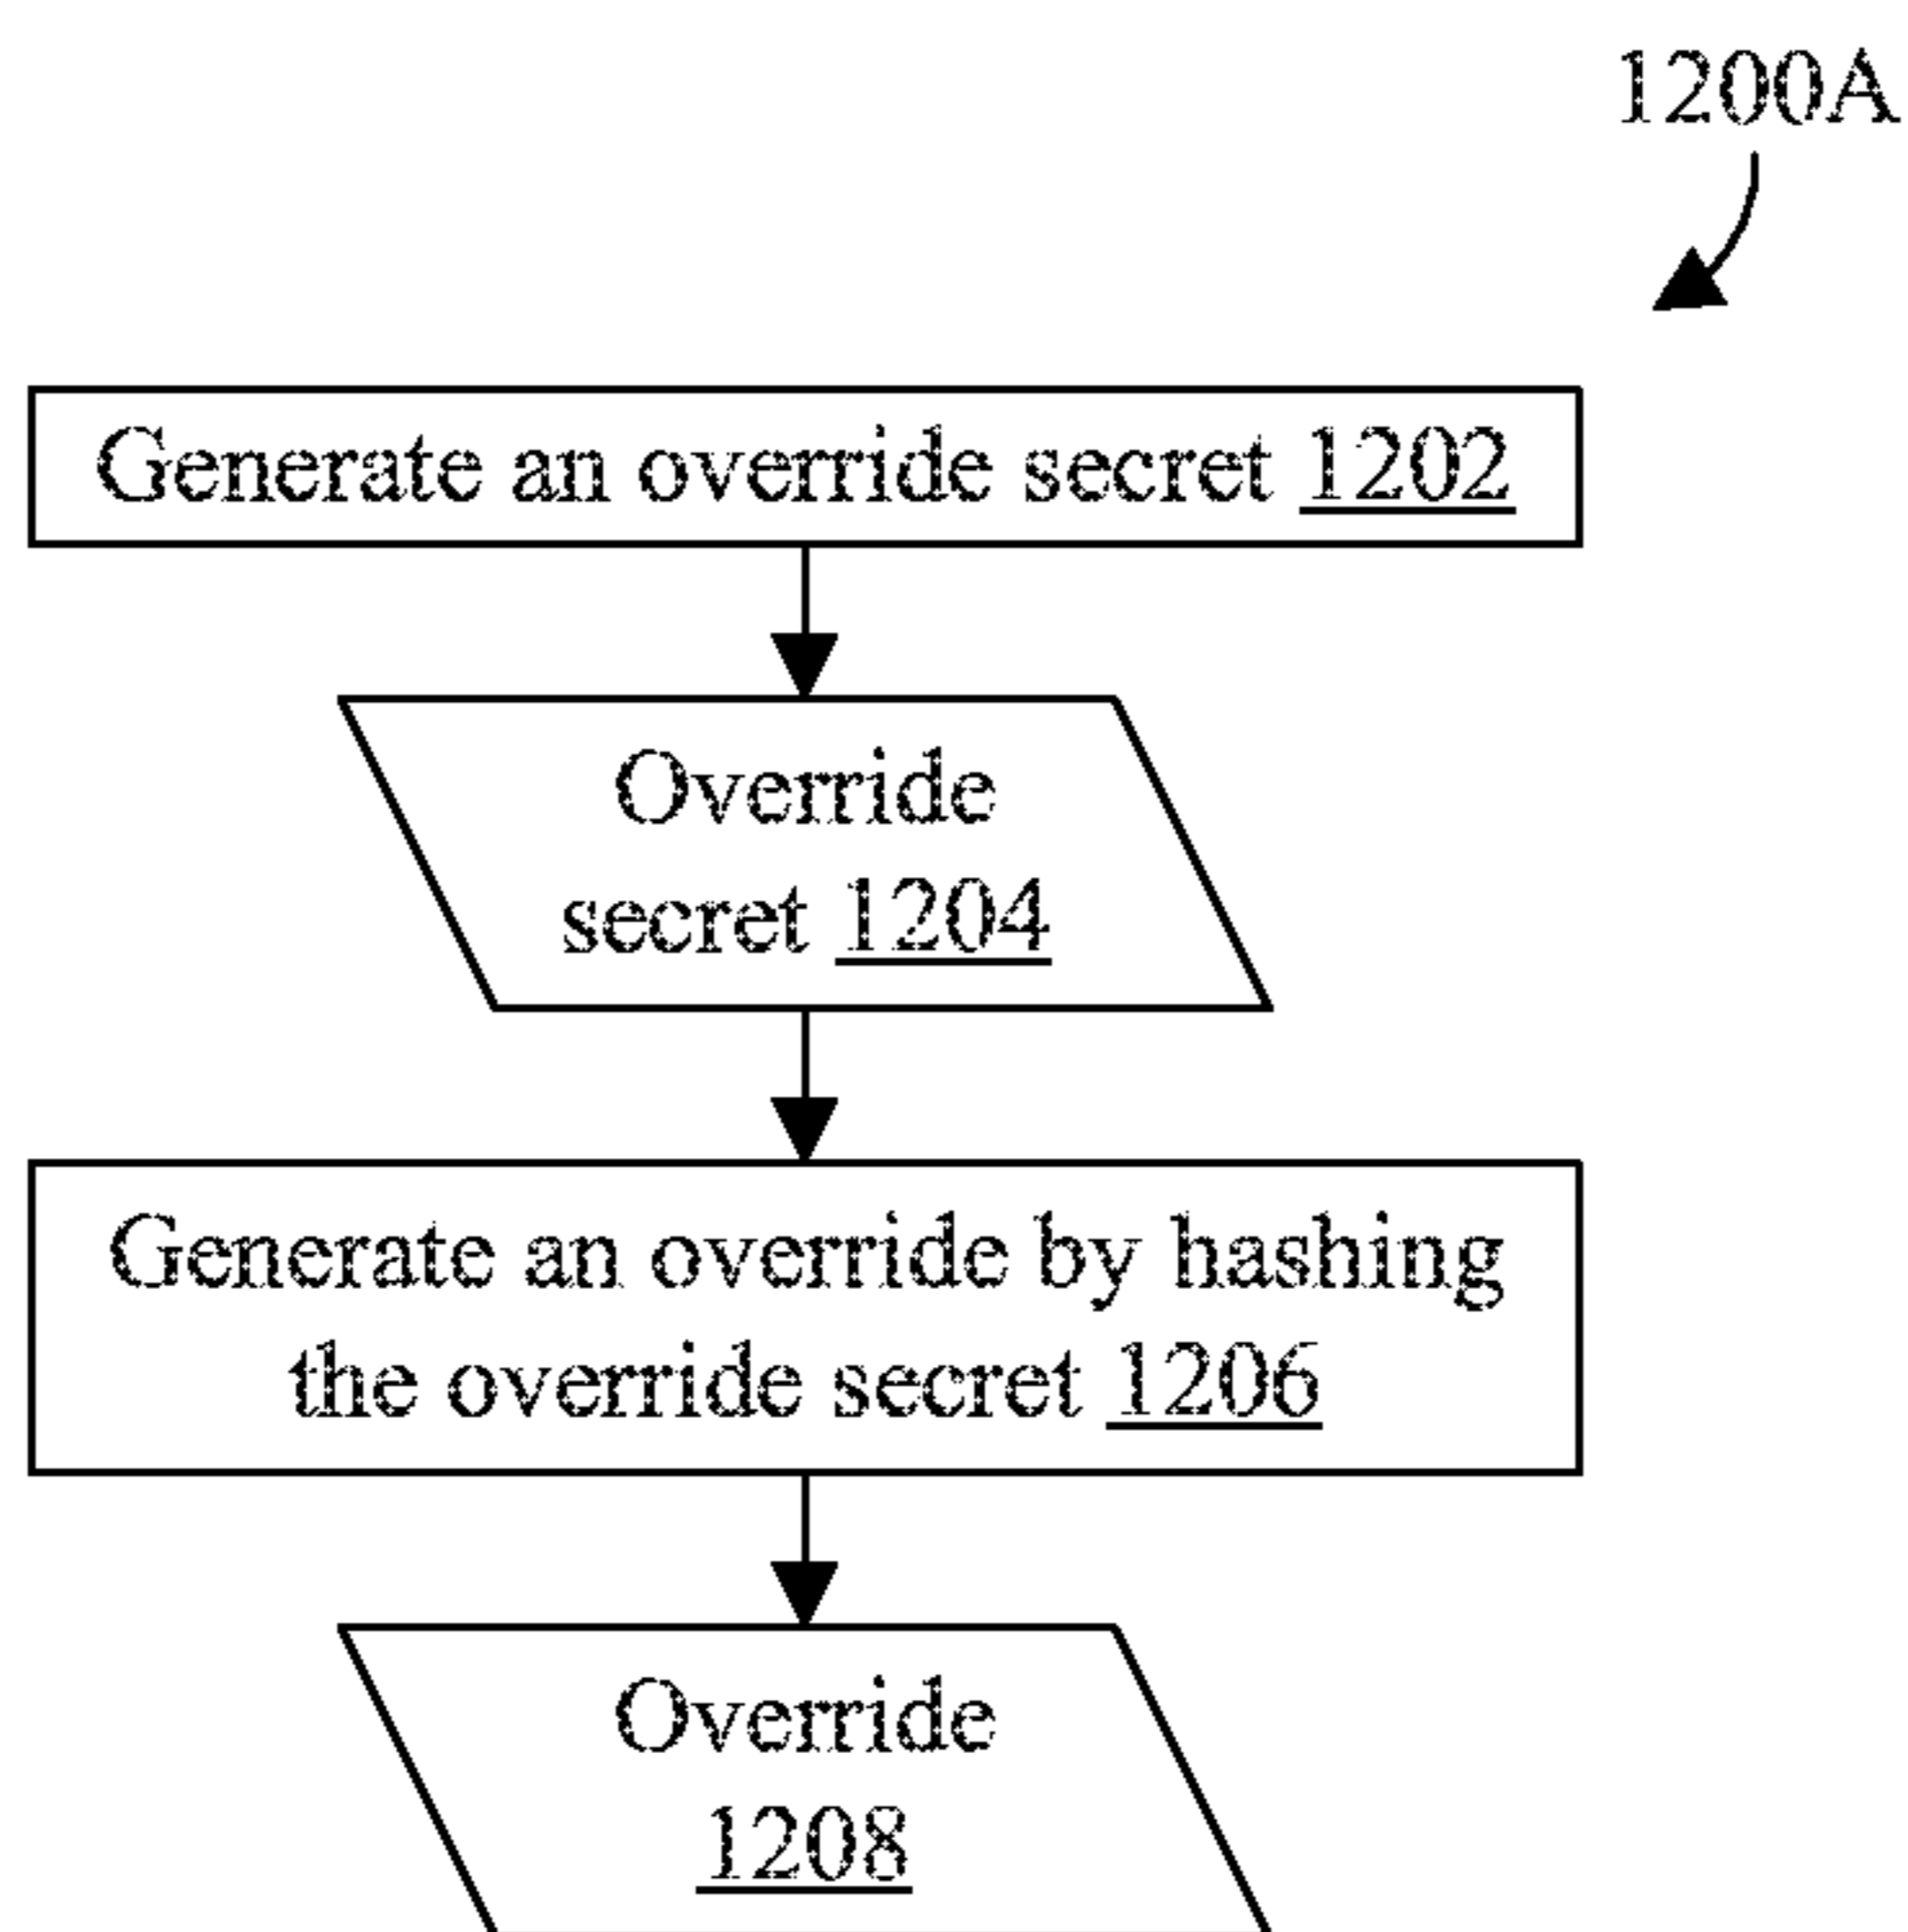 1200A
Generate an override secret 1202
Override
secret 1204
Generate an override by hashing
the override secret 1206
Override
1208